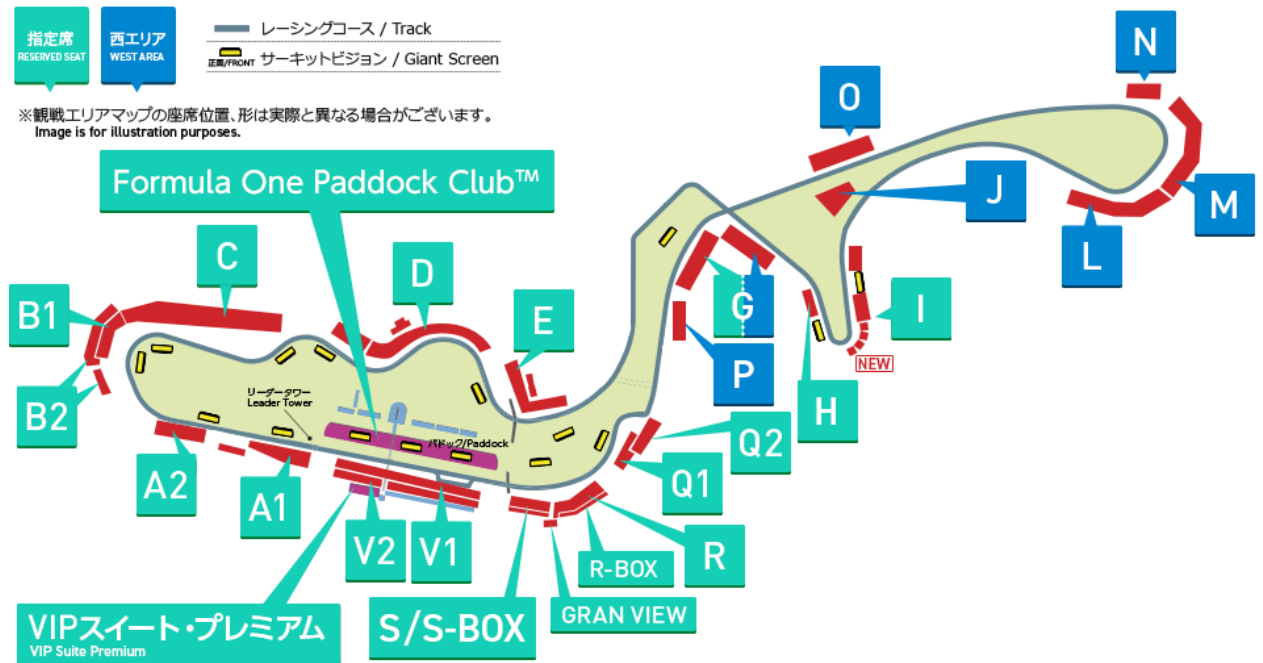 指定席
RESERVED SEAT
西エリア
WEST AREA
レーシングコース / Track
正面/FRONT サーキットビジョン / Giant Screen
※観戦エリアマップの座席位置、形は実際と異なる場合がございます。
Image is for illustration purposes.
Formula One Paddock Club™
N
O
J
M
L
C
D
B1
E
G
I
P
NEW
H
B2
リーダータワー
Leader Tower
パドック/Paddock
Q2
Q1
A2
A1
V2
V1
R-BOX
R
GRAN VIEW
S/S-BOX
VIPスイート・プレミアム
VIP Suite Premium